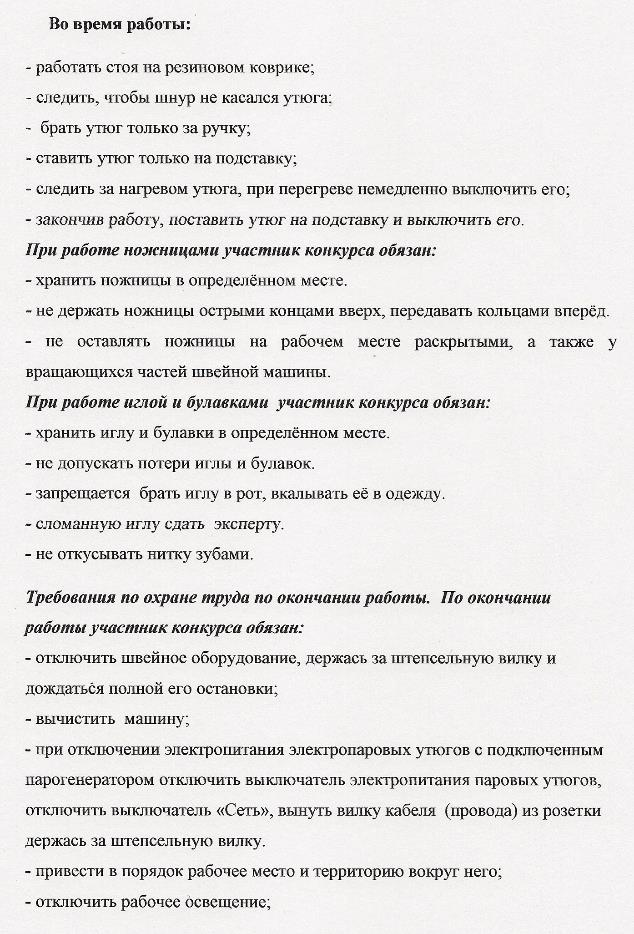 Во время работы:
- работать стоя на резиновом коврике;
- следить, чтобы шнур не касался утюга;
- брать утюг только за ручку;
- ставить утюг только на подставку;
- следить за нагревом утюга, при перегреве немедленно выключить его;
- закончив работу, поставить утюг на подставку и выключить его.
При работе ножницами участник конкурса обязан:
- хранить ножницы в определённом месте.
- не держать ножницы острыми концами вверх, передавать кольцами вперёд.
- не оставлять ножницы на рабочем месте раскрытыми, а также у
вращающихся частей швейной машины.
При работе иглой и булавками участник конкурса обязан:
- хранить иглу и булавки в определённом месте.
- не допускать потери иглы и булавок.
- запрещается брать иглу в рот, вкалывать её в одежду.
- сломанную иглу сдать эксперту.
- не откусывать нитку зубами.
Требования по охране труда по окончании работы. По окончании
работы участник конкурса обязан:
- отключить швейное оборудование, держась за штепсельную вилку и
дождаться полной его остановки;
- вычистить машину;
- при отключении электропитания электропаровых утюгов с подключенным
парогенератором отключить выключатель электропитания паровых утюгов,
отключить выключатель «Сеть», вынуть вилку кабеля (провода) из розетки
держась за штепсельную вилку.
- привести в порядок рабочее место и территорию вокруг него;
- отключить рабочее освещение;